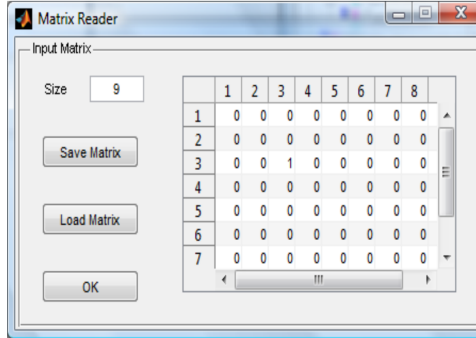 Matrix Reader
Input Matrix
Size 9
Save Matrix
Load Matrix
OK
1 2 3 4 5 6 7 8
1 0 0 0 0 0 0 0 0
2 0 0 0 0 0 0 0 0
3 0 0 1 0 0 0 0 0
4 0 0 0 0 0 0 0 0
5 0 0 0 0 0 0 0 0
6 0 0 0 0 0 0 0 0
7 0 0 0 0 0 0 0 0